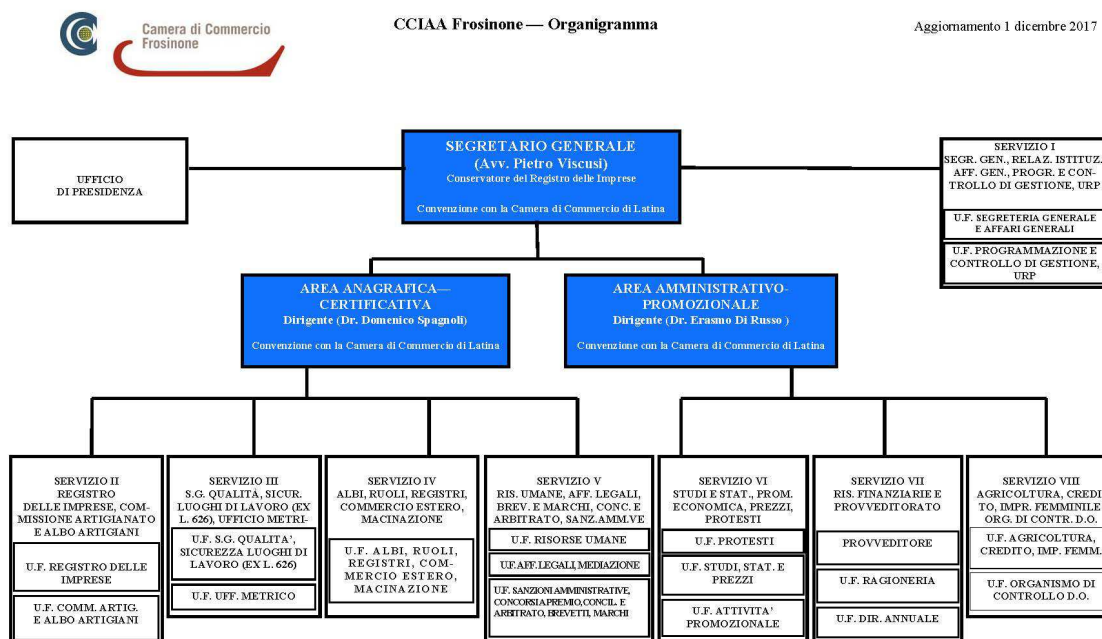 Camera di Commercio
Frosinone
CCIAA Frosinone — Organigramma
Aggiornamento 1 dicembre 2017
UFFICIO
DI PRESIDENZA
SEGRETARIO GENERALE
(Avv. Pietro Viscusi)
Conservatore del Registro delle Imprese
Convenzione con la Camera di Commercio di Latina
SERVIZIO I
SEGR. GEN., RELAZ. ISTITUZ.
AFF. GEN., PROGR. E CON-
TROLLO DI GESTIONE, URP
U.F. SEGRETERIA GENERALE
E AFFARI GENERALI
U.F. PROGRAMMAZIONE E
CONTROLLO DI GESTIONE,
URP
AREA ANAGRAFICA—
CERTIFICATIVA
Dirigente (Dr. Domenico Spagnoli)
Convenzione con la Camera di Commercio di Latina
AREA AMMINISTRATIVO-
PROMOZIONALE
Dirigente (Dr. Erasmo Di Russo )
Convenzione con la Camera di Commercio di Latina
SERVIZIO II
REGISTRO
DELLE IMPRESE, COM-
MISSIONE ARTIGIANATO
E ALBO ARTIGIANI
U.F. REGISTRO DELLE
IMPRESE
U.F. COMM. ARTIG.
E ALBO ARTIGIANI
SERVIZIO III
S.G. QUALITÀ, SICUR.
LUOGHI DI LAVORO (EX
L. 626), UFFICIO METRI-
U.F. S.G. QUALITA',
SICUREZZA LUOGHI DI
LAVORO (EX L. 626)
U.F. UFF. METRICO
SERVIZIO IV
ALBI, RUOLI, REGISTRI,
COMMERCIO ESTERO,
MACINAZIONE
U.F. ALBI, RUOLI,
REGISTRI, COM-
MERCIO ESTERO,
MACINAZIONE
SERVIZIO V
RIS. UMANE, AFF. LEGALI,
BREV. E MARCHI, CONC. E
ARBITRATO, SANZ.AMM.VE
U.F. RISORSE UMANE
U.F.AFF. LEGALI, MEDIAZIONE
U.F. SANZIONI AMMINISTRATIVE,
CONCORSI A PREMIO, CONCIL. E
ARBITRATO, BREVETTI, MARCHI
SERVIZIO VI
STUDI E STAT., PROM.
ECONOMICA, PREZZI,
PROTESTI
U.F. PROTESTI
U.F. STUDI, STAT. E
PREZZI
U.F. ATTIVITA'
PROMOZIONALE
SERVIZIO VII
RIS. FINANZIARIE E
PROVVEDITORATO
PROVVEDITORE
U.F. RAGIONERIA
U.F. DIR. ANNUALE
SERVIZIO VIII
AGRICOLTURA, CREDI
TO, IMPR. FEMMINILE
ORG. DI CONTR. D.O.
U.F. AGRICOLTURA,
CREDITO, IMP. FEMM.
U.F. ORGANISMO DI
CONTROLLO D.O.